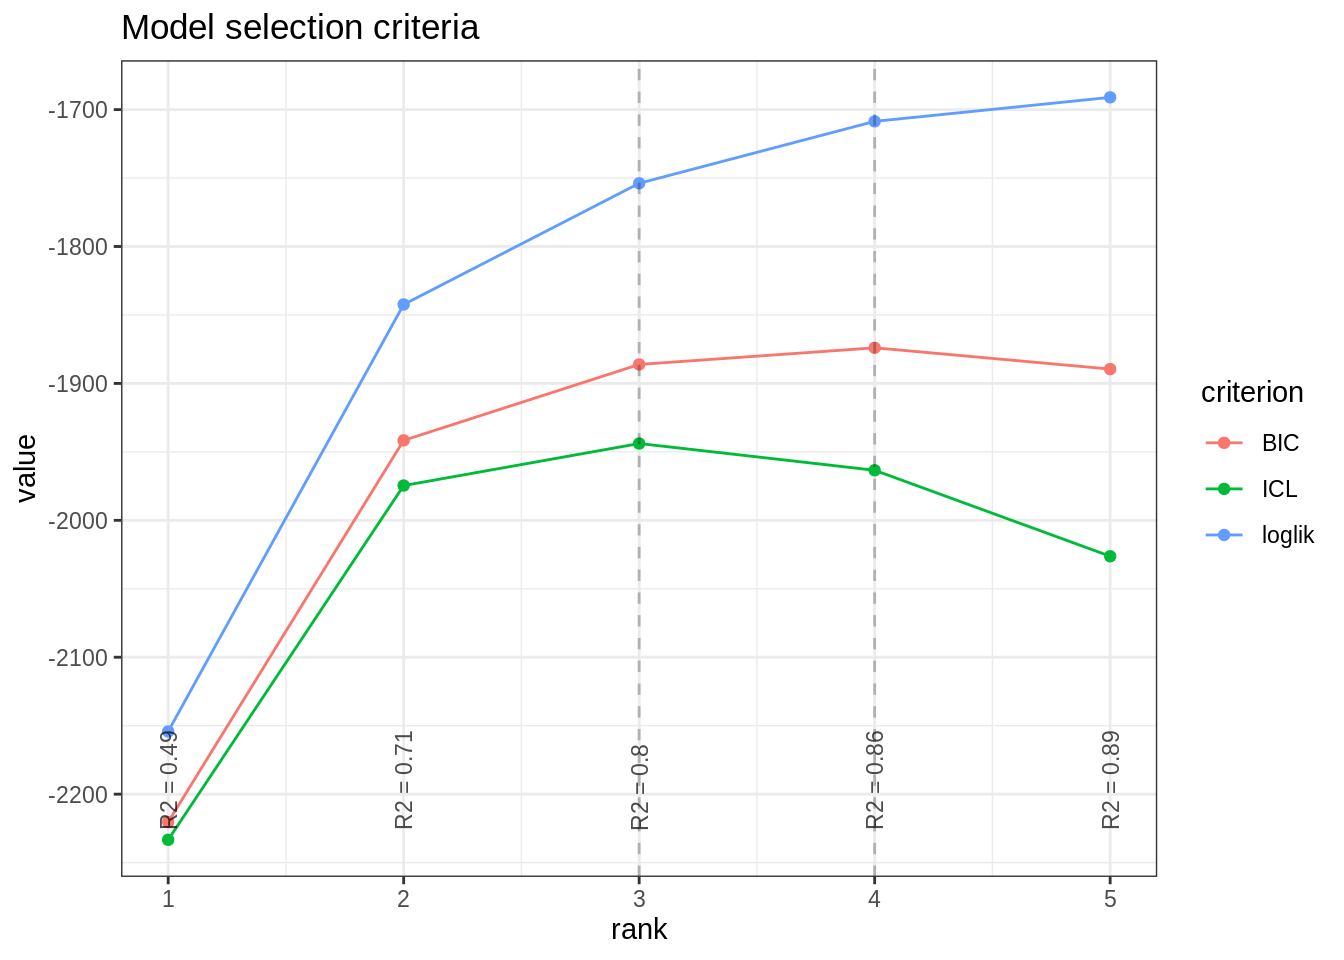 Model selection criteria
-1700
-1800
-1900
-2000
-2100
-2200
value
R2 = 0.49
R2 = 0.71
R2 = 0.8
R2 = 0.86
R2 = 0.89
1
2
3
4
5
rank
criterion
BIC
ICL
loglik